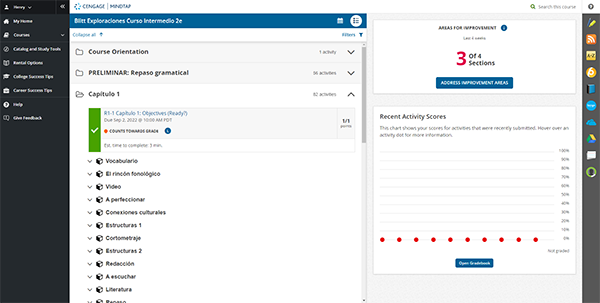 Henry
My Home
Courses
Catalog and Study Tools
Rental Options
College Success Tips
Career Success Tips
Help
Give Feedback
CENGAGE | MINDTAP
Search this course
Blitt Exploraciones Curso Intermedio 2e
Collapse all
Filters
Course Orientation
1 activity
PRELIMINAR: Repaso gramatical
Capítulo 1
82 activities
R1-1 Capítulo 1: Objectives (Ready?)
Due Sep 2, 2022 @ 10:00 AM PDT
COUNTS TOWARDS GRADE
1/1
points
Est. time to complete: 3 min.
Vocabulario
El rincón fonológico
Video
A perfeccionar
Conexiones culturales
Estructuras 1
Cortometraje
Estructuras 2
Redacción
A escuchar
Literatura
Repaso
AREAS FOR IMPROVEMENT
Last 4 weeks
3 Of 4
Sections
ADDRESS IMPROVEMENT AREAS
Recent Activity Scores
This chart shows your scores for activities that were recently submitted. Hover over an
activity dot for more information.
100%
90%
80%
70%
60%
50%
40%
30%
20%
10%
0%
Not graded
Open Gradebook